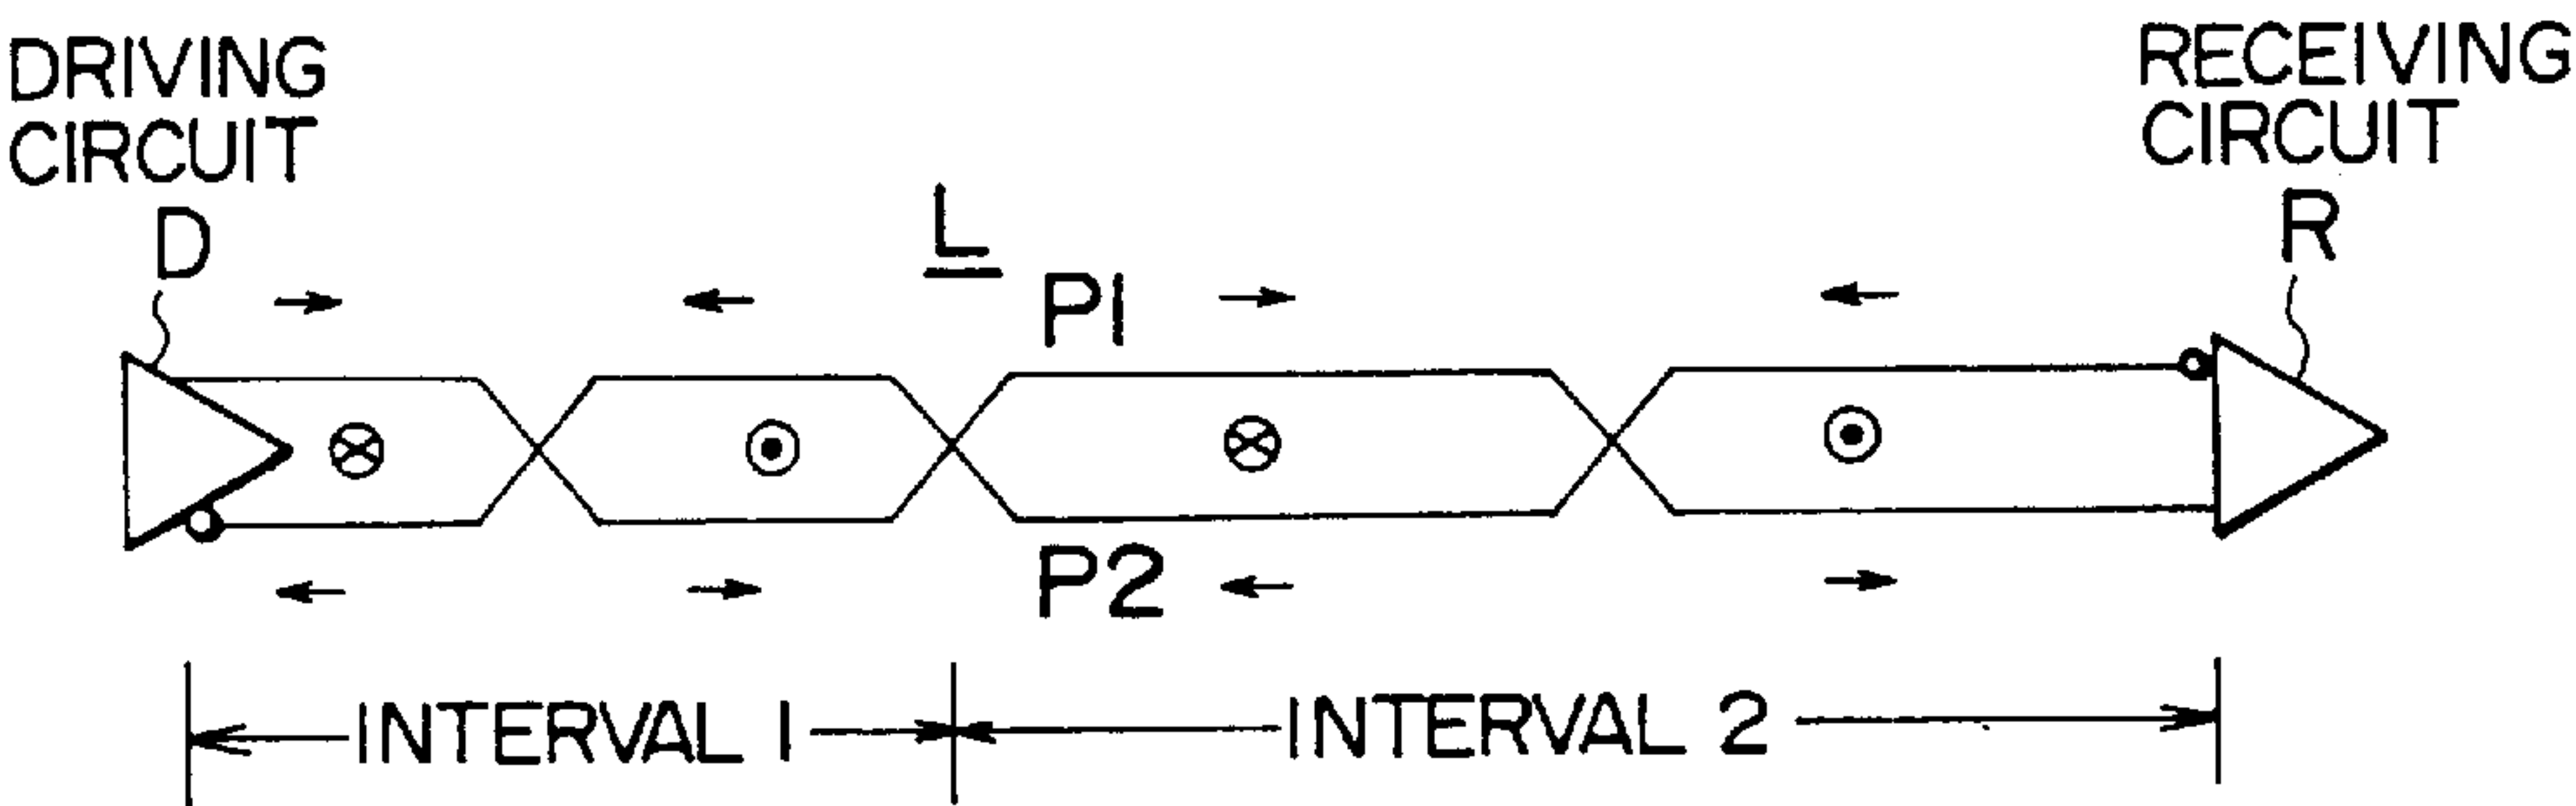 DRIVING
CIRCUIT
D
L
P1
RECEIVING
CIRCUIT
R
P2
INTERVAL 1
INTERVAL 2